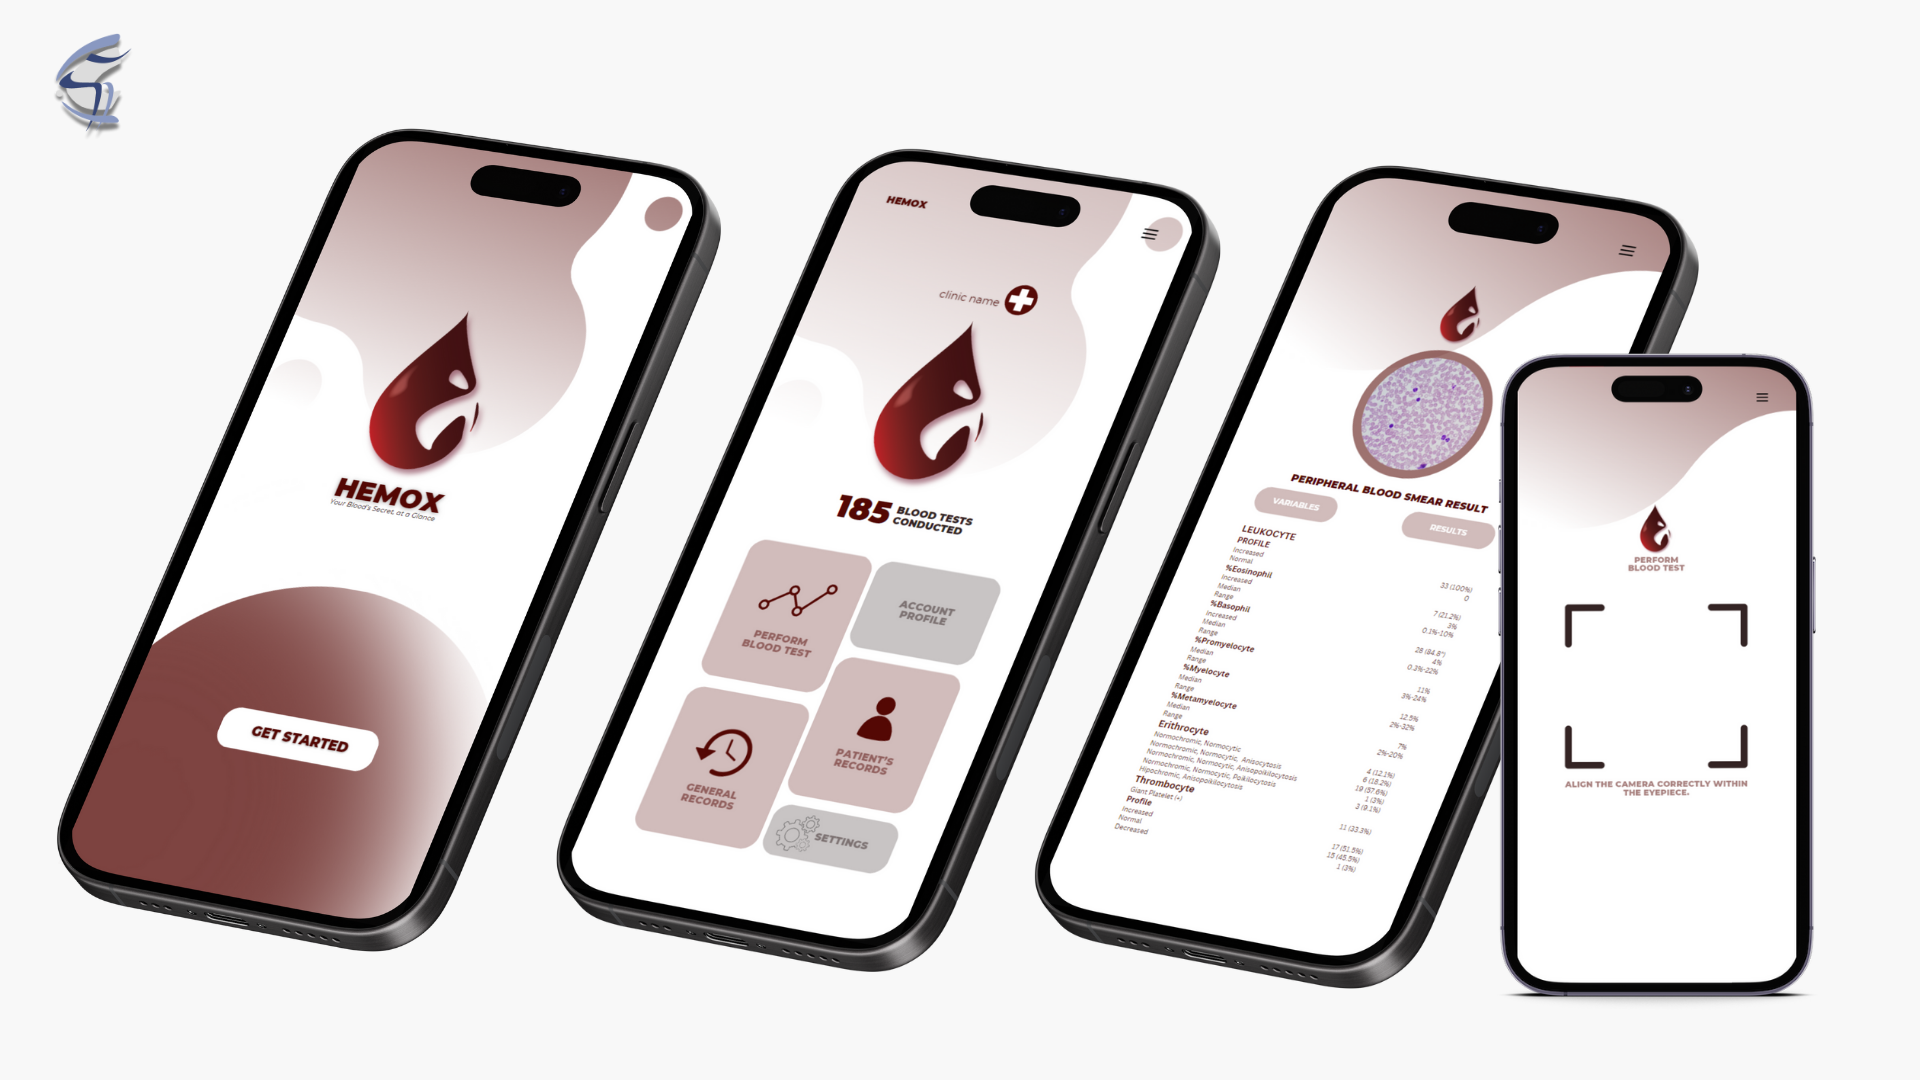 HEMOX
Your Blood's Secret, at a Glance
GET STARTED
HEMOX
clinic name
185 BLOOD TESTS
CONDUCTED
PERFORM
BLOOD TEST
ACCOUNT
PROFILE
GENERAL
RECORDS
PATIENT'S
RECORDS
SETTINGS
PERIPHERAL BLOOD SMEAR RESULT
VARIABLES
RESULTS
LEUKOCYTE
PROFILE
Increased
33 (100%)
Normal
0
%Eosinophil
Increased
7 (21.2%)
Median
3%
Range
0.1%-10%
%Basophil
Increased
28 (84.8")
Median
4%
Range
0.3%-22%
%Promyelocyte
Median
11%
Range
3%-24%
%Myelocyte
Median
12.5%
Range
2%-32%
%Metamyelocyte
Median
7%
Range
2%-20%
Erithrocyte
Normochromic, Normocytic
4 (12.1%)
Normochromic, Normocytic, Anisocytosis
6 (18.2%)
Normochromic, Normocytic, Anisopoikilocytosis
19 (57.6%)
Normochromic, Normocytic, Poikilocytosis
1 (3%)
Hipochromic, Anisopoikilocytosis
3 (9.1%)
Thrombocyte
Giant Platelet (+)
11 (33.3%)
Profile
Increased
17 (51.5%)
Normal
15 (45.5%)
Decreased
1 (3%)
PERFORM
BLOOD TEST
ALIGN THE CAMERA CORRECTLY WITHIN
THE EYEPIECE.